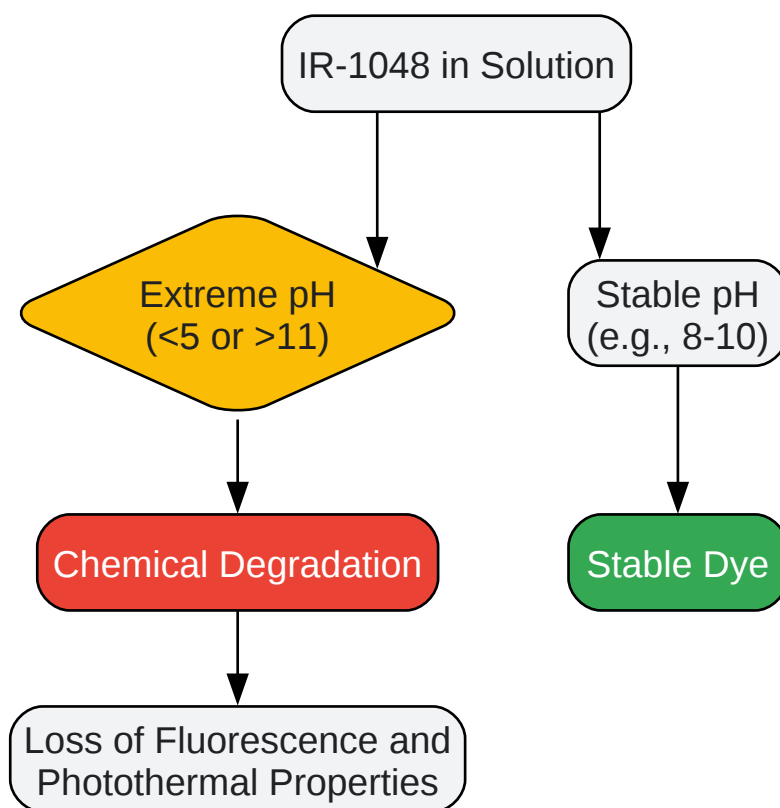 IR-1048 in Solution
Extreme pH
(<5 or >11)
Stable pH
(e.g., 8-10)
Chemical Degradation
Stable Dye
Loss of Fluorescence and
Photothermal Properties